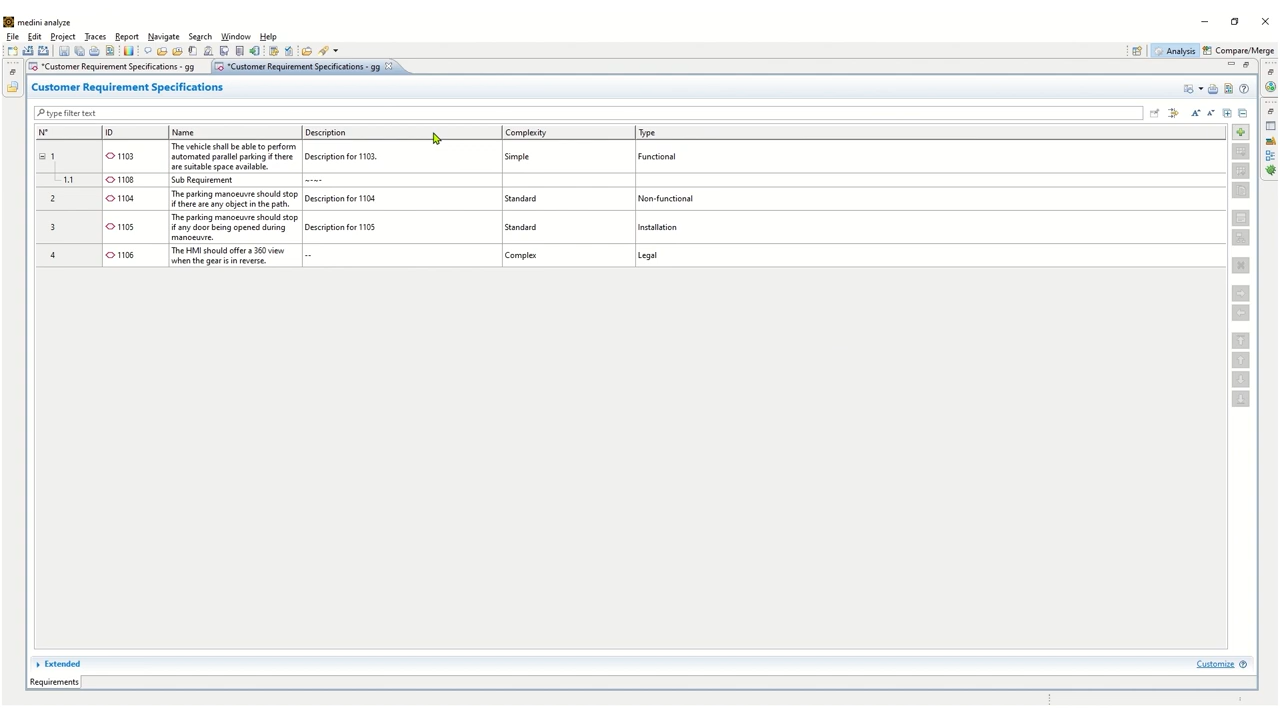 medini analyze
File Edit Project Traces Report Navigate Search Window Help
Analysis Compare/Merge
*Customer Requirement Specifications - gg *Customer Requirement Specifications - gg
Customer Requirement Specifications
type filter text
N° ID Name Description Complexity Type
The vehicle shall be able to perform
1 1103 automated parallel parking if there Description for 1103. Simple Functional
are suitable space available.
1.1 1108 Sub Requirement ~-~-
The parking manoeuvre should stop
2 1104 if there are any object in the path. Description for 1104 Standard Non-functional
The parking manoeuvre should stop
3 1105 if any door being opened during Description for 1105 Standard Installation
manoeuvre.
The HMI should offer a 360 view
4 1106 when the gear is in reverse. -- Complex Legal
Extended Customize
Requirements